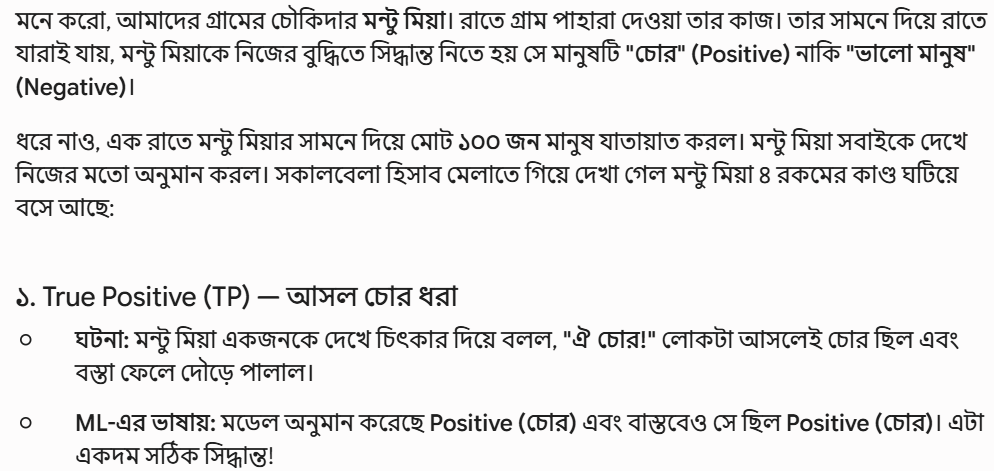 মনে করো, আমাদের গ্রামের চৌকিদার মন্টু মিয়া। রাতে গ্রাম পাহারা দেওয়া তার কাজ। তার সামনে দিয়ে রাতে
যারাই যায়, মন্টু মিয়াকে নিজের বুদ্ধিতে সিদ্ধান্ত নিতে হয় সে মানুষটি "চোর" (Positive) নাকি "ভালো মানুষ"
(Negative)।
ধরে নাও, এক রাতে মন্টু মিয়ার সামনে দিয়ে মোট ১০০ জন মানুষ যাতায়াত করল। মন্টু মিয়া সবাইকে দেখে
নিজের মতো অনুমান করল। সকালবেলা হিসাব মেলাতে গিয়ে দেখা গেল মন্টু মিয়া ৪ রকমের কাণ্ড ঘটিয়ে
বসে আছে:
১. True Positive (TP) — আসল চোর ধরা
○ ঘটনা: মন্টু মিয়া একজনকে দেখে চিৎকার দিয়ে বলল, "ঐ চোর!" লোকটা আসলেই চোর ছিল এবং
বস্তা ফেলে দৌড়ে পালাল।
○ ML-এর ভাষায়: মডেল অনুমান করেছে Positive (চোর) এবং বাস্তবেও সে ছিল Positive (চোর)। এটা
একদম সঠিক সিদ্ধান্ত!